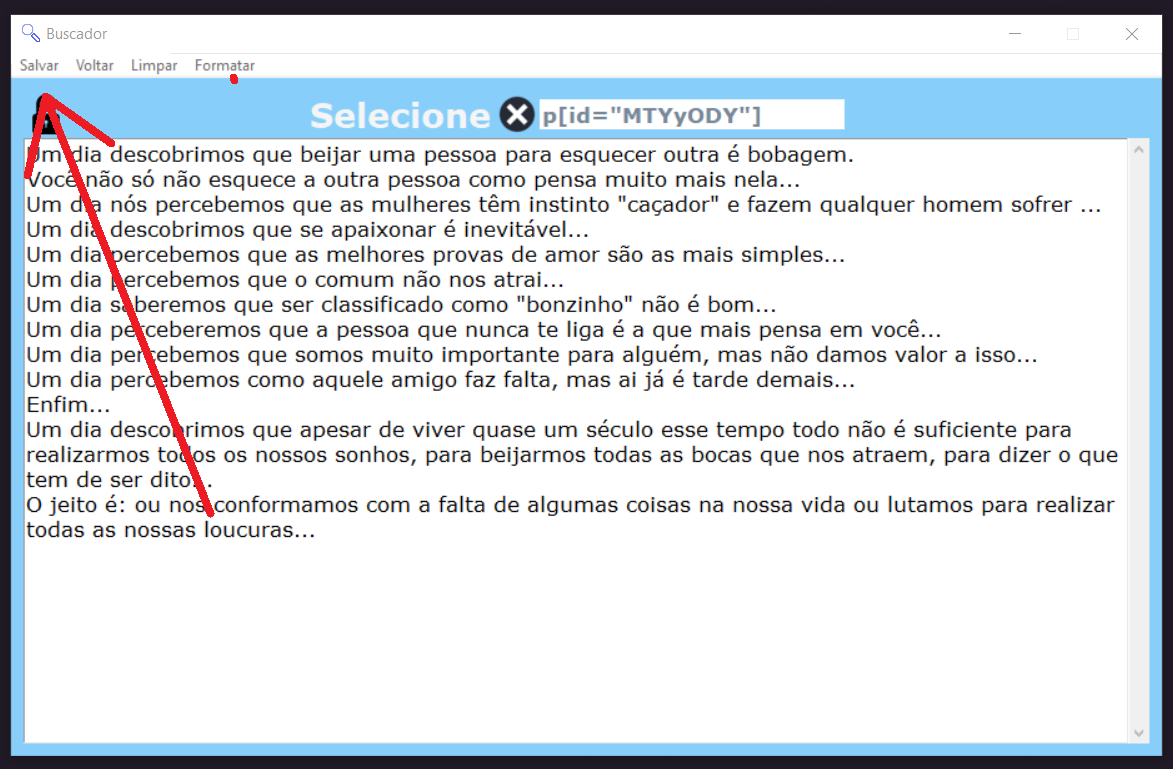 Buscador
Salvar Voltar Limpar Formatar
Selecione p[id="MTYyODY"]
Um dia descobrimos que beijar uma pessoa para esquecer outra é bobagem.
Você não só não esquece a outra pessoa como pensa muito mais nela...
Um dia nós percebemos que as mulheres têm instinto "caçador" e fazem qualquer homem sofrer ...
Um dia descobrimos que se apaixonar é inevitável...
Um dia percebemos que as melhores provas de amor são as mais simples...
Um dia percebemos que o comum não nos atrai...
Um dia saberemos que ser classificado como "bonzinho" não é bom...
Um dia perceberemos que a pessoa que nunca te liga é a que mais pensa em você...
Um dia percebemos que somos muito importante para alguém, mas não damos valor a isso...
Um dia percebemos como aquele amigo faz falta, mas ai já é tarde demais...
Enfim...
Um dia descobrimos que apesar de viver quase um século esse tempo todo não é suficiente para
realizarmos todos os nossos sonhos, para beijarmos todas as bocas que nos atraem, para dizer o que
tem de ser dito...
O jeito é: ou nos conformamos com a falta de algumas coisas na nossa vida ou lutamos para realizar
todas as nossas loucuras...